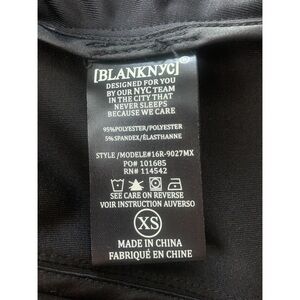 [BLANKNYC]®
DESIGNED FOR YOU
BY OUR NYC TEAM
IN THE CITY THAT
NEVER SLEEPS
BECAUSE WE CARE
95%POLYESTER/POLYESTER
5%SPANDEX/ÉLASTHANNE
STYLE /MODELE#16R-9027MX
PO# 101685
RN# 114542
SEE CARE ON REVERSE
VOIR INSTRUCTION AUVERSO
XS
MADE IN CHINA
FABRIQUÉ EN CHINE